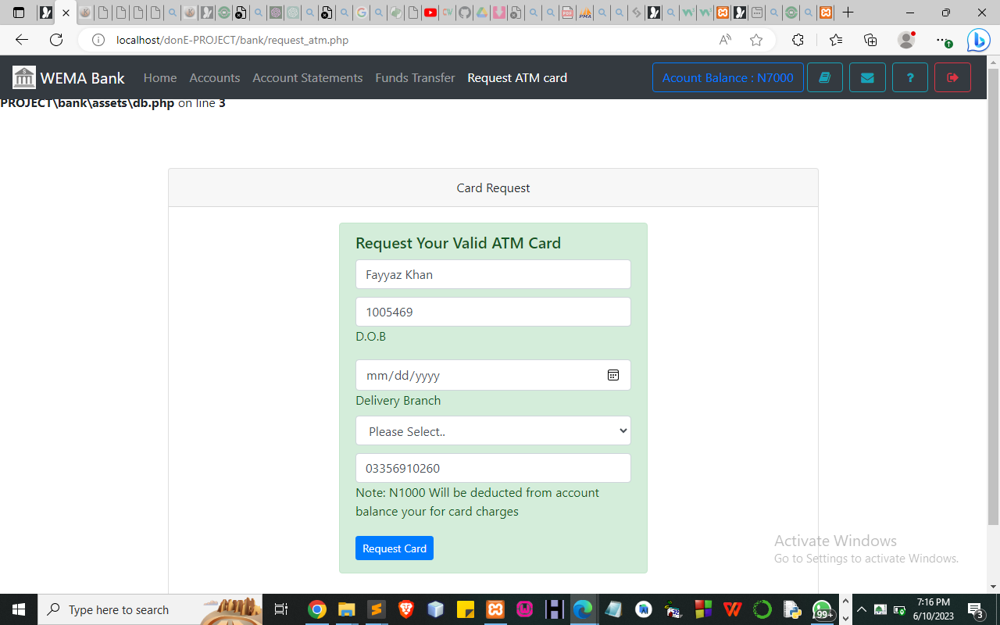 localhost/donE-PROJECT/bank/request_atm.php
WEMA Bank Home Accounts Account Statements Funds Transfer Request ATM card Acount Balance : N7000 ?
PROJECT\bank\assets\db.php on line 3
Card Request
Request Your Valid ATM Card
Fayyaz Khan
1005469
D.O.B
mm/dd/yyyy
Delivery Branch
Please Select..
03356910260
Note: N1000 Will be deducted from account
balance your for card charges
Request Card
Activate Windows
Go to Settings to activate Windows.
Type here to search
99+
7:16 PM
6/10/2023
3